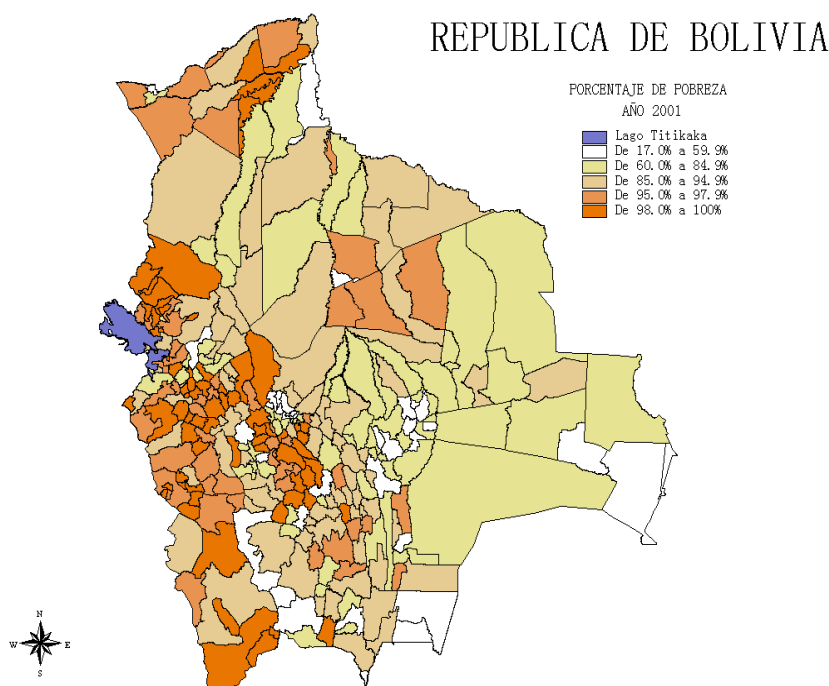 REPUBLICA DE BOLIVIA
PORCENTAJE DE POBREZA
AÑO 2001
Lago Titikaka
De 17.0% a 59.9%
De 60.0% a 84.9%
De 85.0% a 94.9%
De 95.0% a 97.9%
De 98.0% a 100%
N
W E
S